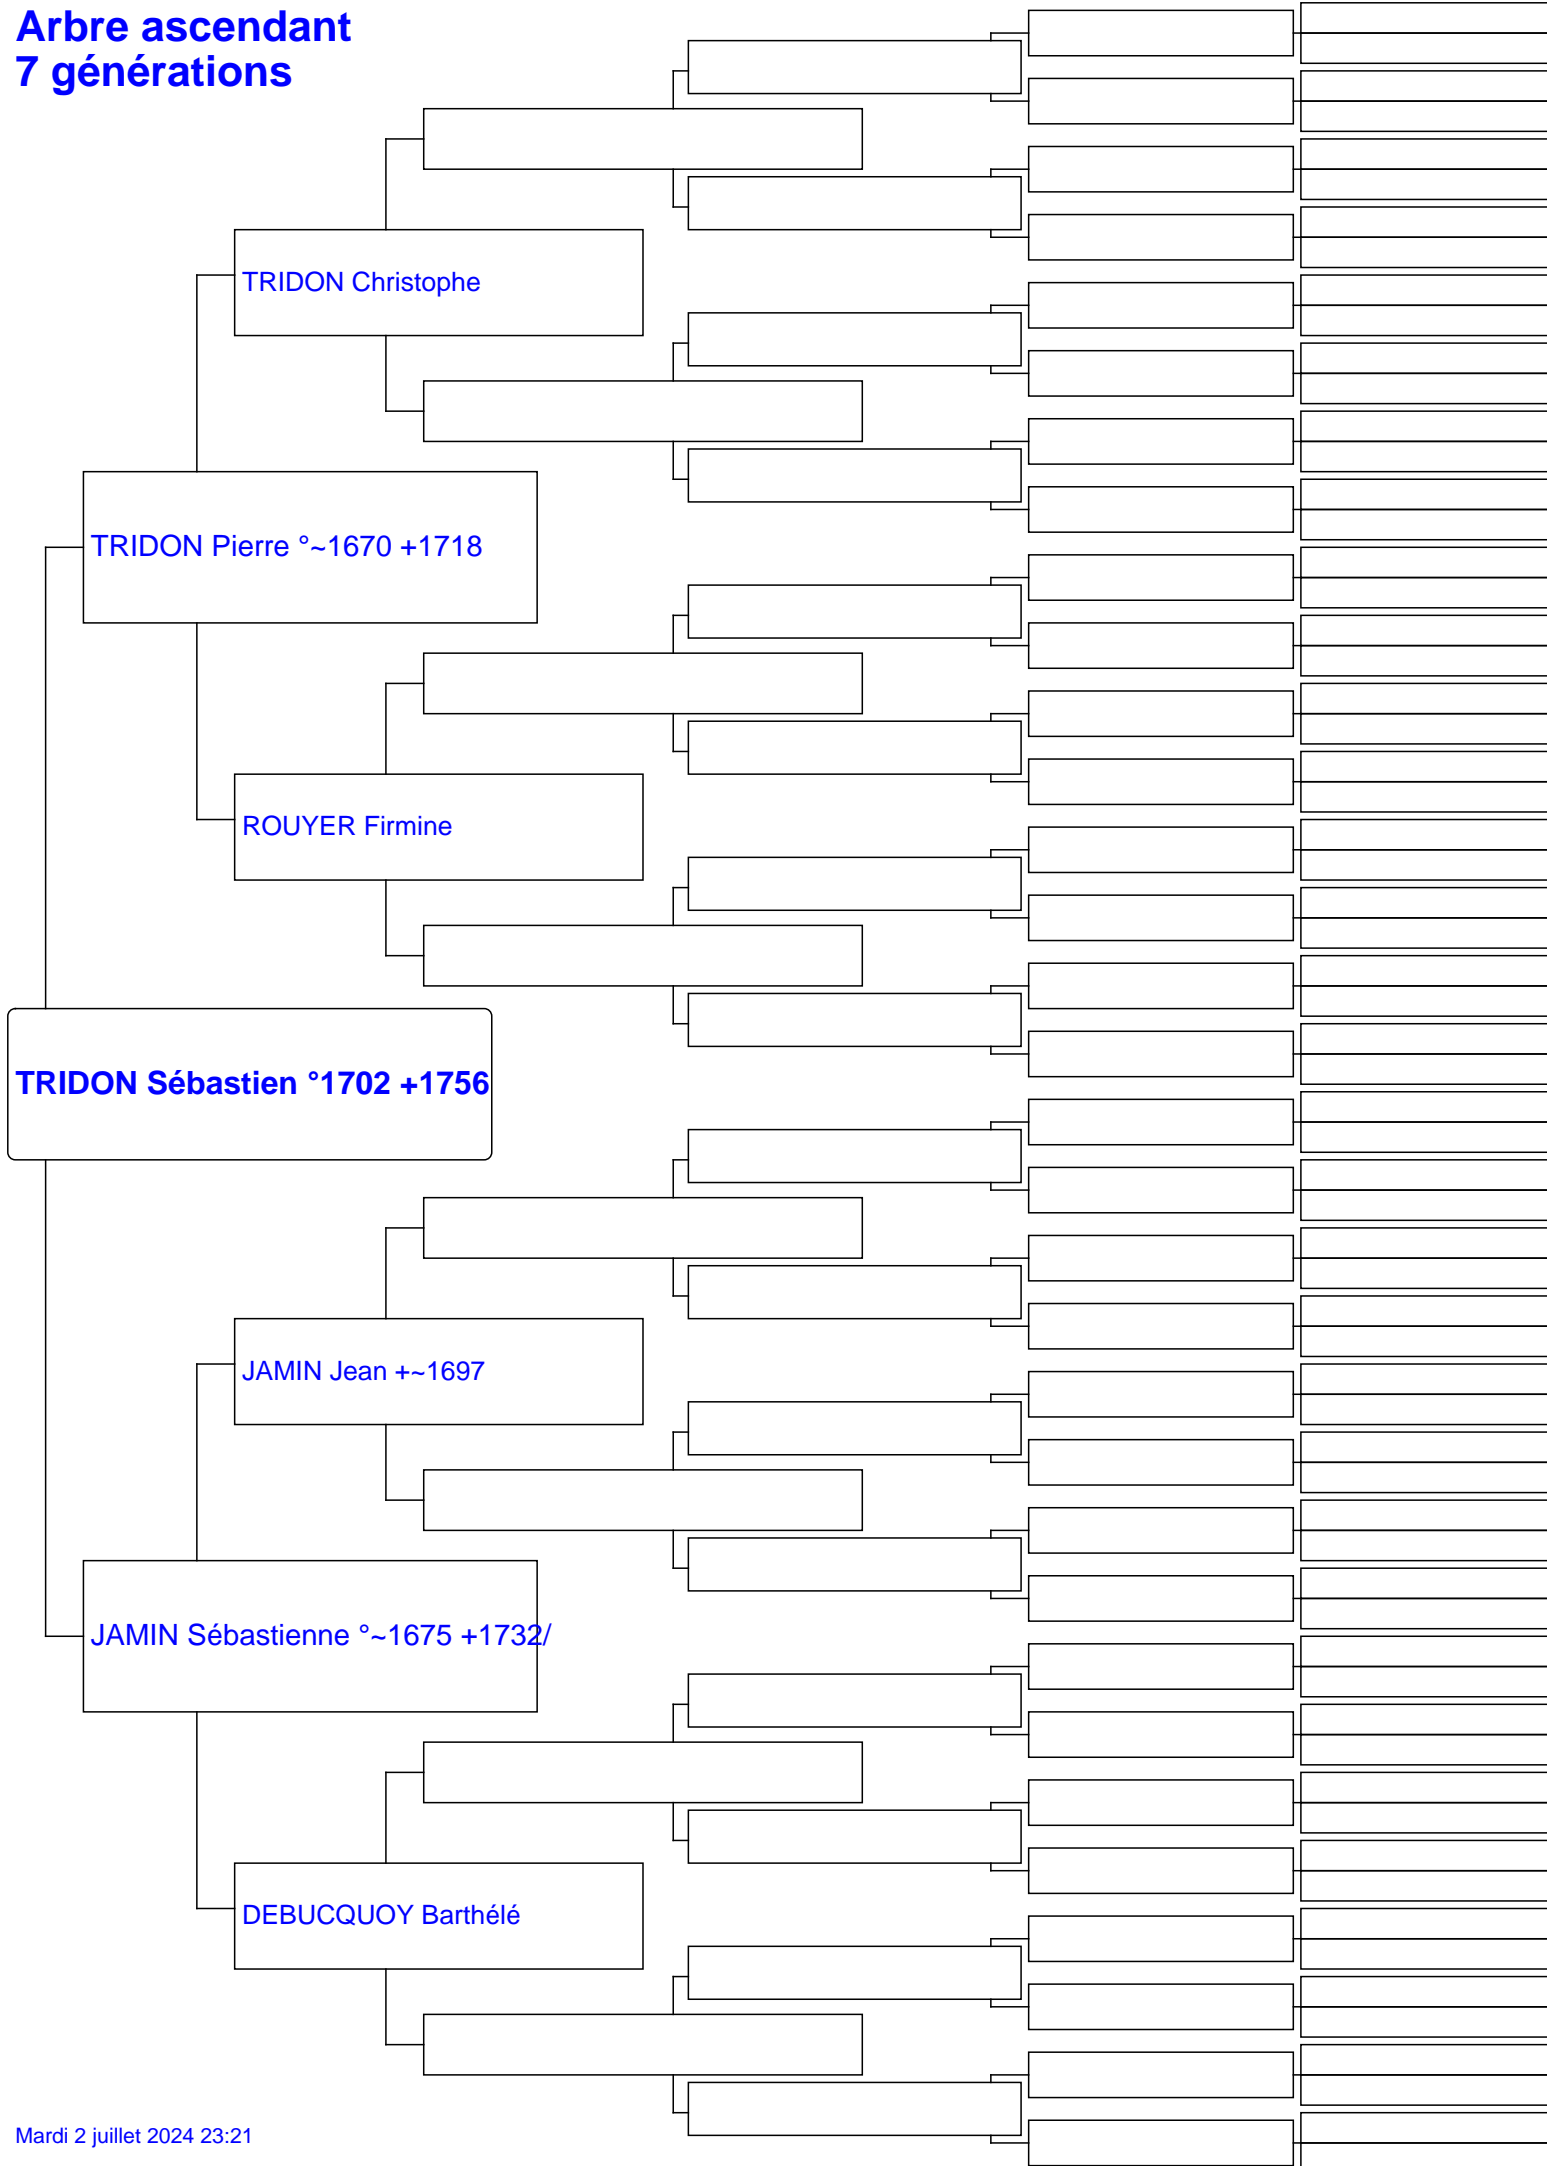 Arbre ascendant
7 générations
TRIDON Christophe
TRIDON Pierre °~1670 +1718
ROUYER Firmine
TRIDON Sébastien °1702 +1756
JAMIN Jean +~1697
JAMIN Sébastienne °~1675 +1732/
DEBUCQUOY Barthélé
Mardi 2 juillet 2024 23:21